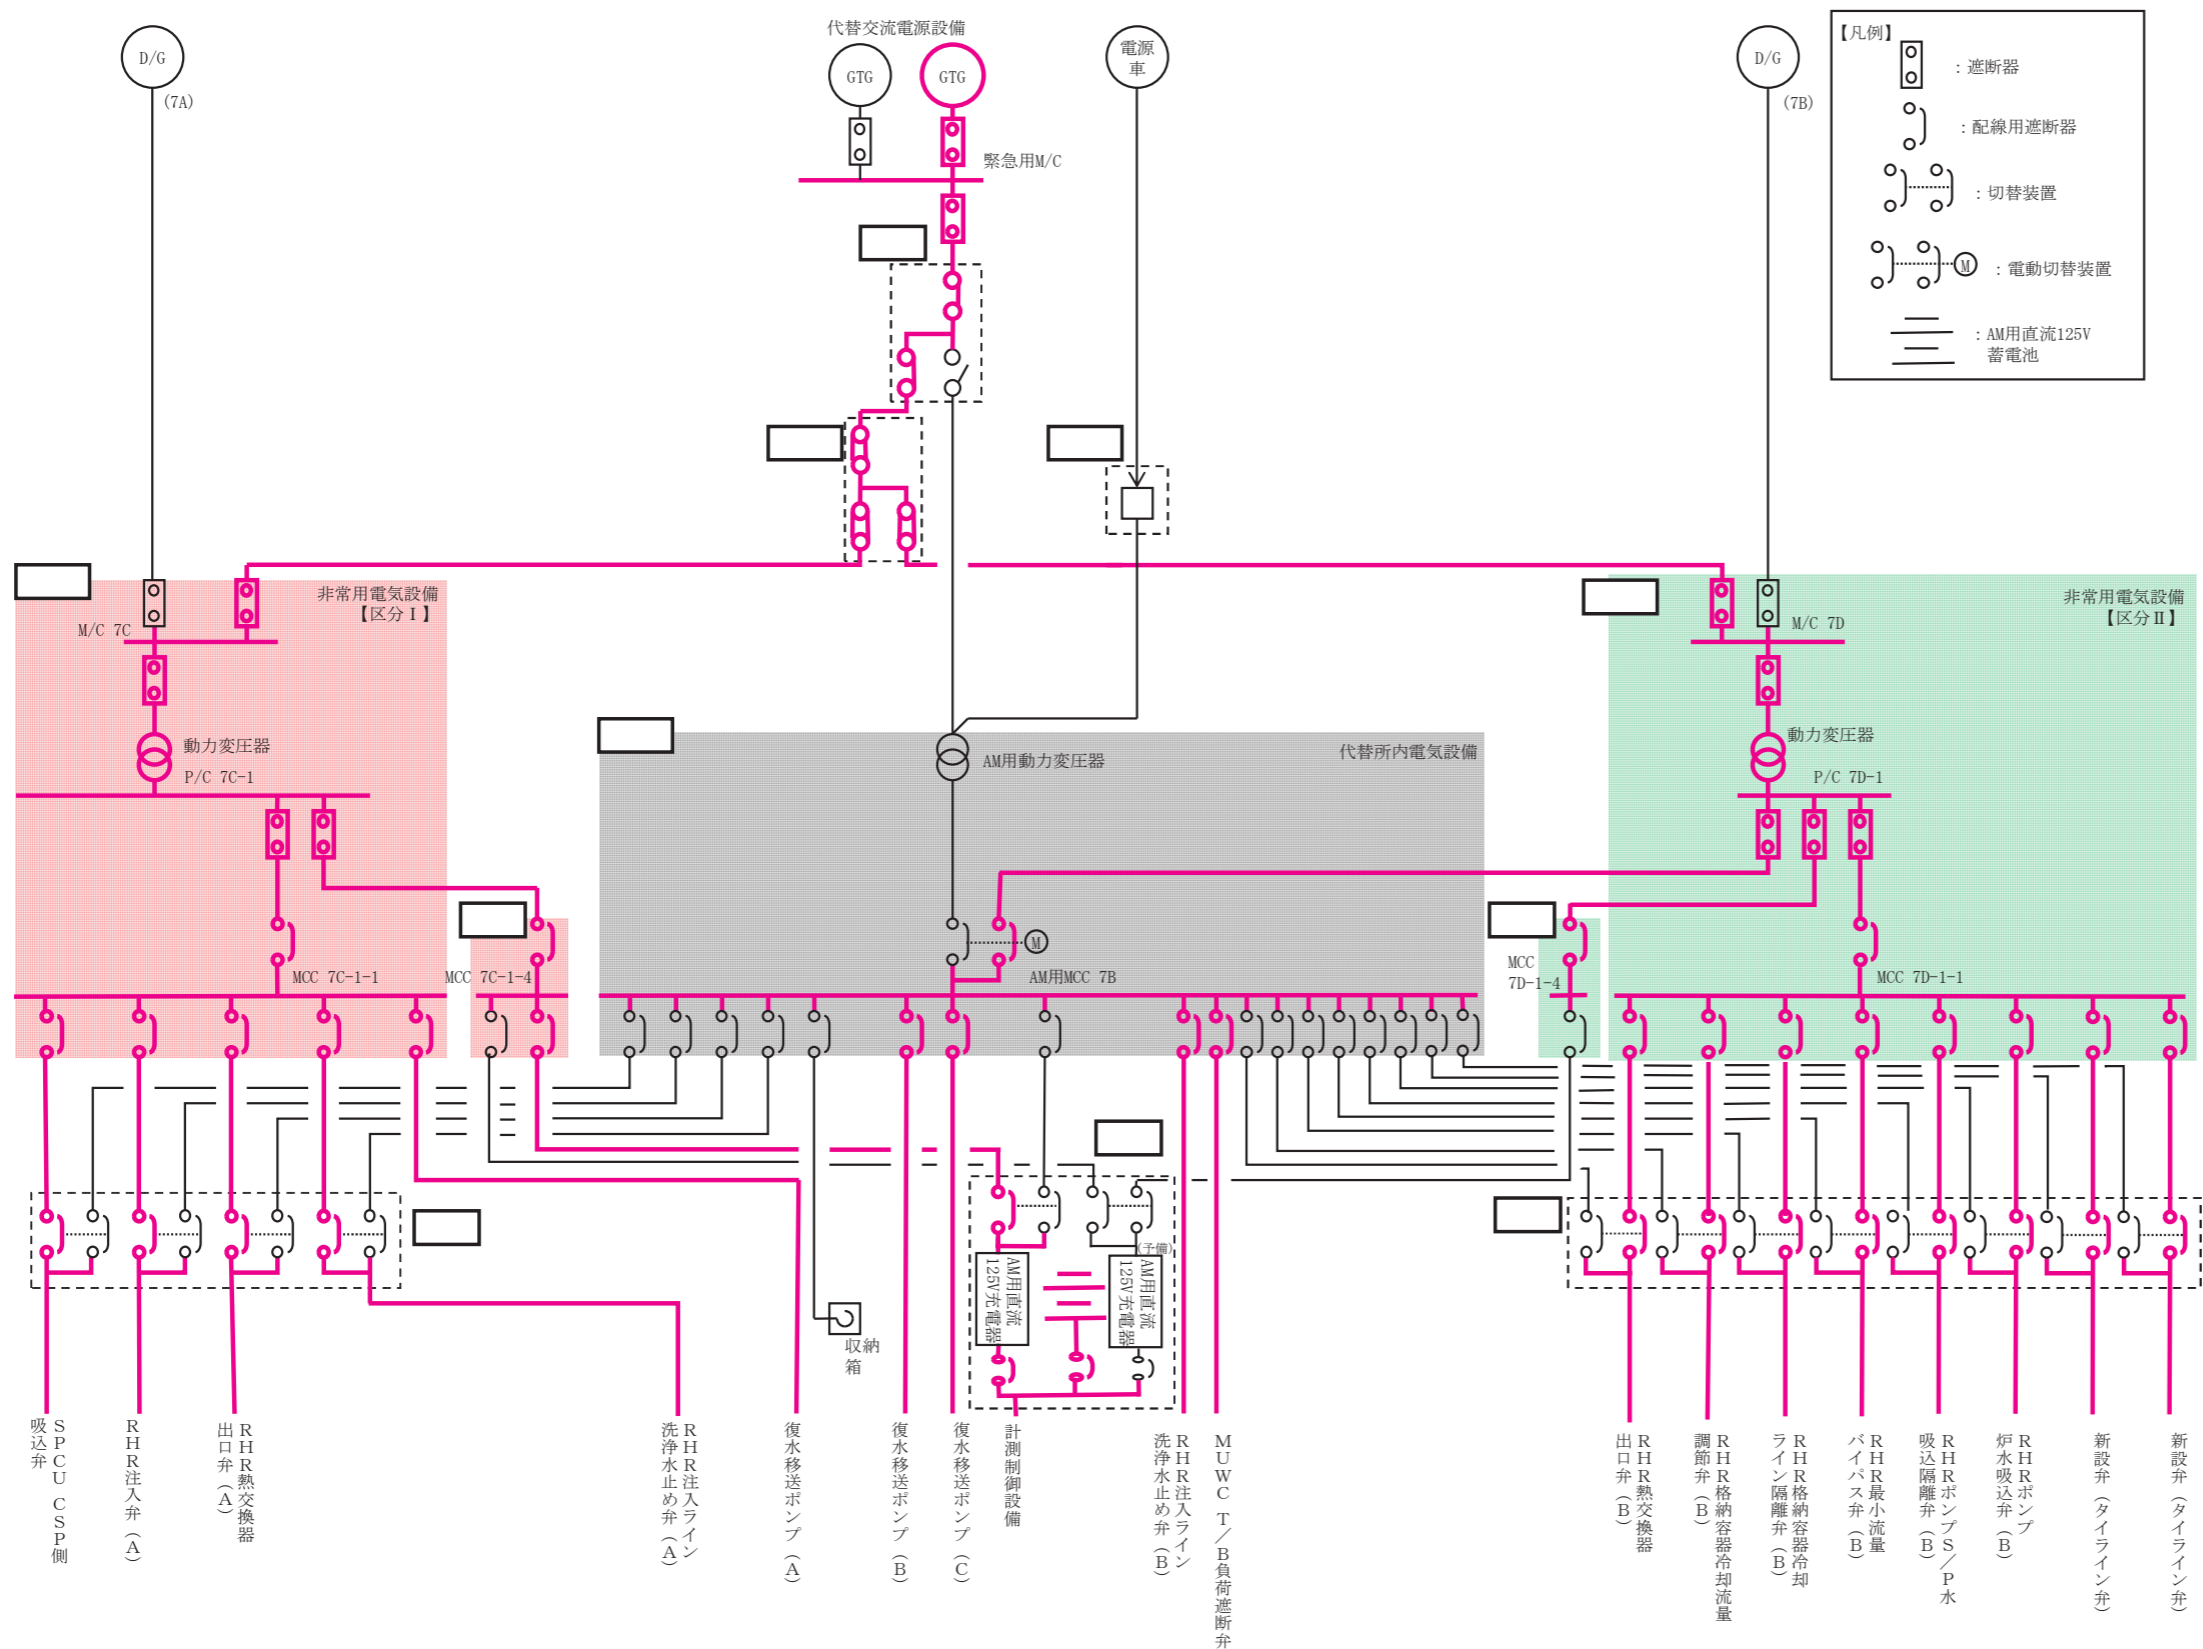 D/G
(7A)
代替交流電源設備
GTG
GTG
緊急用M/C
電源
車
D/G
(7B)
【凡例】
：遮断器
：配線用遮断器
：切替装置
M
：電動切替装置
：AM用直流125V
蓄電池
非常用電気設備
【区分Ⅰ】
M/C 7C
動力変圧器
P/C 7C-1
MCC 7C-1-1
MCC 7C-1-4
代替所内電気設備
AM用動力変圧器
M
AM用MCC 7B
非常用電気設備
【区分Ⅱ】
M/C 7D
動力変圧器
P/C 7D-1
MCC
7D-1-4
MCC 7D-1-1
収納
箱
AM用直流
125V充電器
(予備)
AM用直流
125V充電器
SPCU CSP側
吸込弁
RHR注入弁（A）
RHR熱交換器
出口弁（A）
RHR注入ライン
洗浄水止め弁（A）
復水移送ポンプ（A）
復水移送ポンプ（B）
復水移送ポンプ（C）
計測制御設備
RHR注入ライン
洗浄水止め弁（B）
MUWC T／B負荷遮断弁
RHR熱交換器
出口弁（B）
RHR格納容器冷却流量
調節弁（B）
RHR格納容器冷却
ライン隔離弁（B）
RHR最小流量
バイパス弁（B）
RHRポンプS／P水
吸込隔離弁（B）
RHRポンプ
炉水吸込弁（B）
新設弁（タイライン弁）
新設弁（タイライン弁）